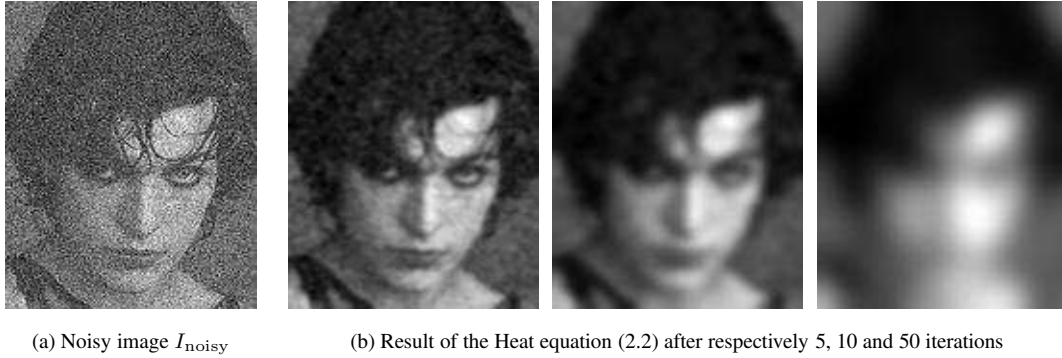 (a) Noisy image I_noisy
(b) Result of the Heat equation (2.2) after respectively 5, 10 and 50 iterations